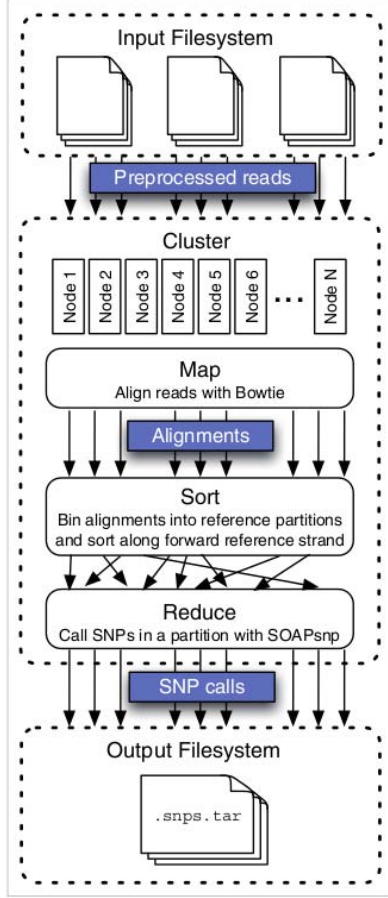 Input Filesystem
Preprocessed reads
Cluster
Node 1
Node 2
Node 3
Node 4
Node 5
Node 6
...
Node N
Map
Align reads with Bowtie
Alignments
Sort
Bin alignments into reference partitions
and sort along forward reference strand
Reduce
Call SNPs in a partition with SOAPsnp
SNP calls
Output Filesystem
.snps.tar